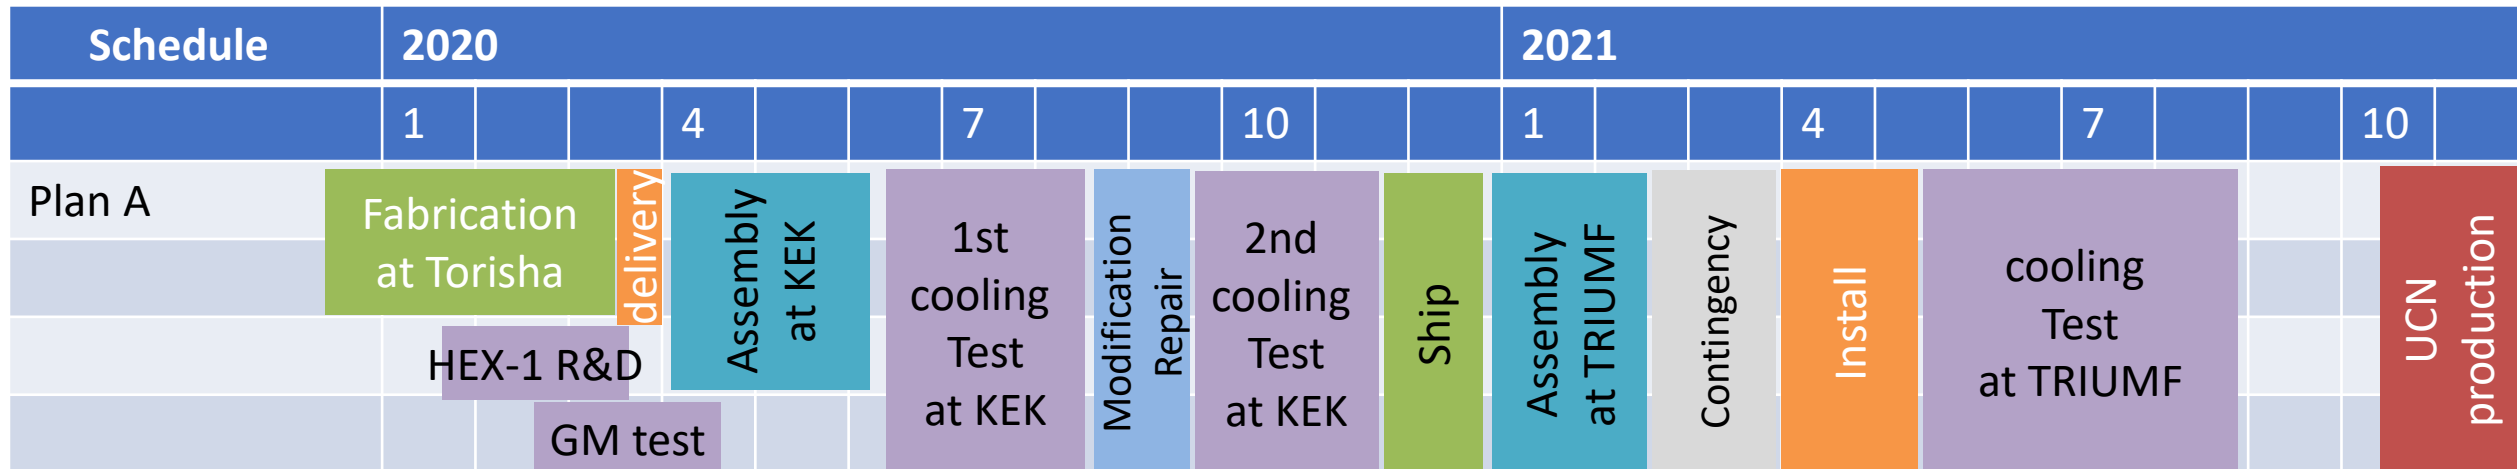 Schedule 2020 2021
1 4 7 10 1 4 7 10
Plan A
Fabrication
at Torisha
delivery
Assembly
at KEK
1st
cooling
Test
at KEK
Modification
Repair
2nd
cooling
Test
at KEK
Ship
Assembly
at TRIUMF
Contingency
Install
cooling
Test
at TRIUMF
UCN
production
HEX-1 R&D
GM test